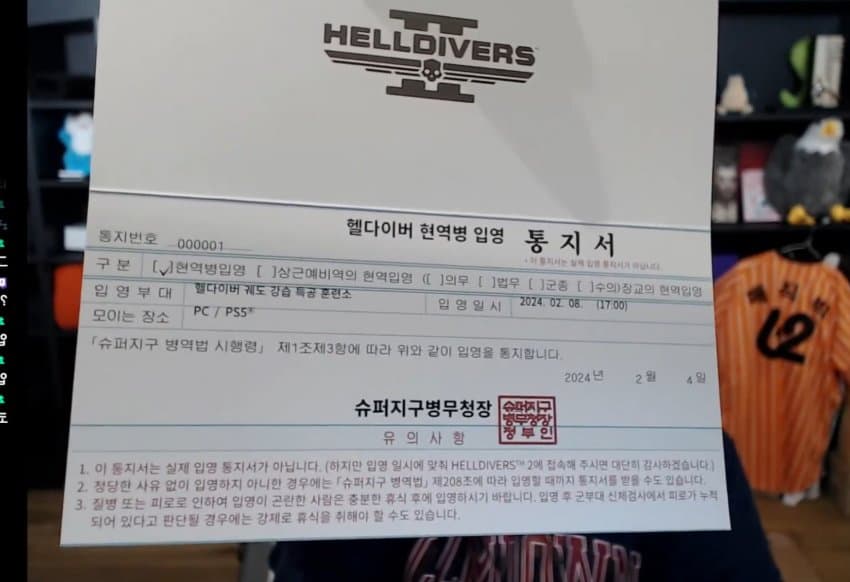 HELLDIVERS
II
헬다이버 현역병 입영 통지서
* 이 통지서는 실제 입영 통지서가 아닙니다.
통지번호 000001
구 분 [✓]현역병입영 [ ]상근예비역의 현역입영 ([ ]의무 [ ]법무 [ ]군종 [ ]수의)장교의 현역입영
입영부대 헬다이버 궤도 강습 특공 훈련소 입영일시 2024. 02. 08. (17:00)
모이는 장소 PC / PS5®
「슈퍼지구 병역법 시행령」 제1조제3항에 따라 위와 같이 입영을 통지합니다.
2024년 2월 4일
슈퍼지구병무청장
슈퍼지구
병무청장
정부인
유의사항
1. 이 통지서는 실제 입영 통지서가 아닙니다. (하지만 입영 일시에 맞춰 HELLDIVERS™ 2에 접속해 주시면 대단히 감사하겠습니다.)
2. 정당한 사유 없이 입영하지 아니한 경우에는 「슈퍼지구 병역법」 제208조에 따라 입영할 때까지 통지서를 받을 수도 있습니다.
3. 질병 또는 피로로 인하여 입영이 곤란한 사람은 충분한 휴식 후에 입영하시기 바랍니다. 입영 후 군부대 신체검사에서 피로가 누적
되어 있다고 판단될 경우에는 강제로 휴식을 취해야 할 수도 있습니다.
62